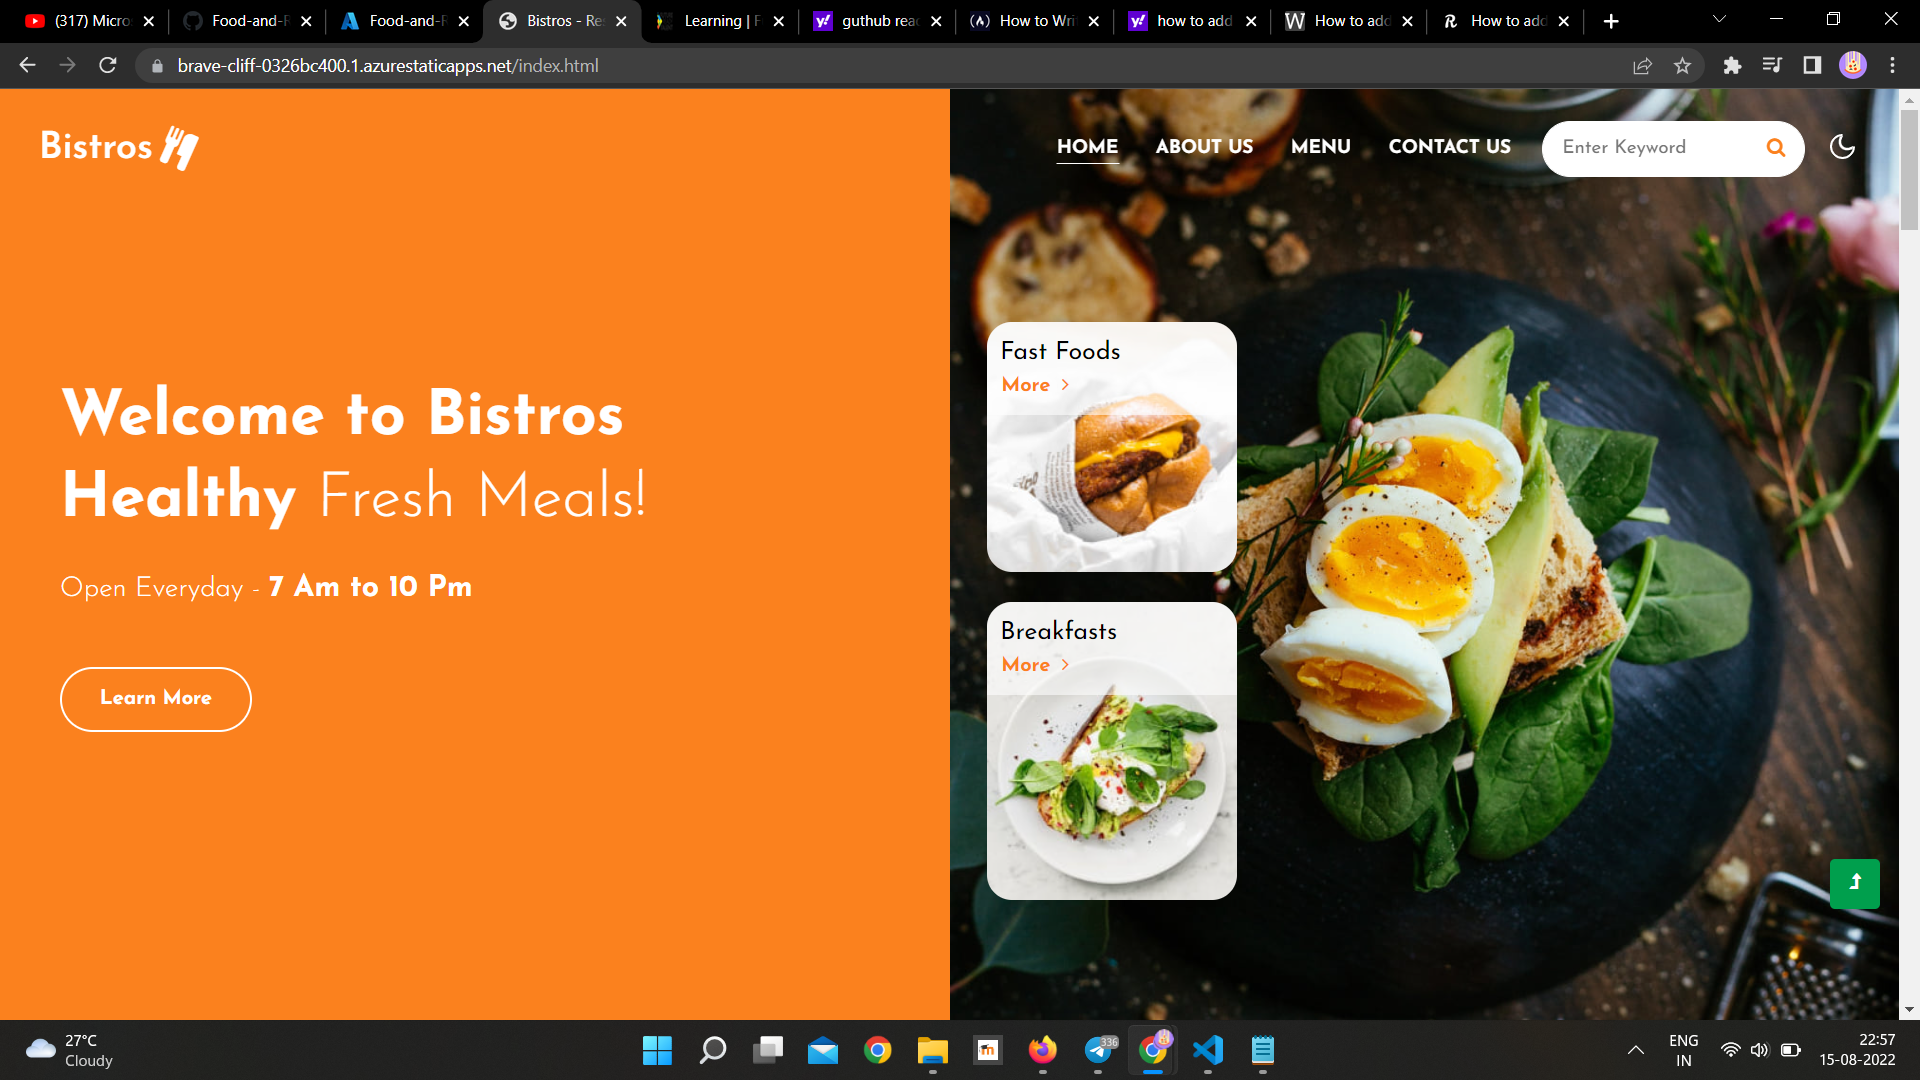 (317) Micro
Food-and-R
Food-and-R
Bistros - Res
Learning | F
guthub read
How to Wri
how to add
How to add
How to add
brave-cliff-0326bc400.1.azurestaticapps.net/index.html
Bistros
HOME
ABOUT US
MENU
CONTACT US
Enter Keyword
Welcome to Bistros
Healthy Fresh Meals!
Open Everyday - 7 Am to 10 Pm
Learn More
Fast Foods
More
Breakfasts
More
27°C
Cloudy
336
ENG
IN
22:57
15-08-2022